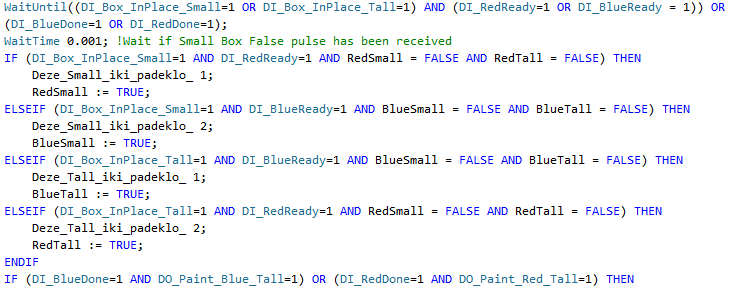 WaitUntil((DI_Box_InPlace_Small=1 OR DI_Box_InPlace_Tall=1) AND (DI_RedReady=1 OR DI_BlueReady = 1)) OR
(DI_BlueDone=1 OR DI_RedDone=1);
WaitTime 0.001; !Wait if Small Box False pulse has been received
IF (DI_Box_InPlace_Small=1 AND DI_RedReady=1 AND RedSmall = FALSE AND RedTall = FALSE) THEN
    Deze_Small_iki_padeklo_ 1;
    RedSmall := TRUE;
ELSEIF (DI_Box_InPlace_Small=1 AND DI_BlueReady=1 AND BlueSmall = FALSE AND BlueTall = FALSE) THEN
    Deze_Small_iki_padeklo_ 2;
    BlueSmall := TRUE;
ELSEIF (DI_Box_InPlace_Tall=1 AND DI_BlueReady=1 AND BlueSmall = FALSE AND BlueTall = FALSE) THEN
    Deze_Tall_iki_padeklo_ 1;
    BlueTall := TRUE;
ELSEIF (DI_Box_InPlace_Tall=1 AND DI_RedReady=1 AND RedSmall = FALSE AND RedTall = FALSE) THEN
    Deze_Tall_iki_padeklo_ 2;
    RedTall := TRUE;
ENDIF
IF (DI_BlueDone=1 AND DO_Paint_Blue_Tall=1) OR (DI_RedDone=1 AND DO_Paint_Red_Tall=1) THEN